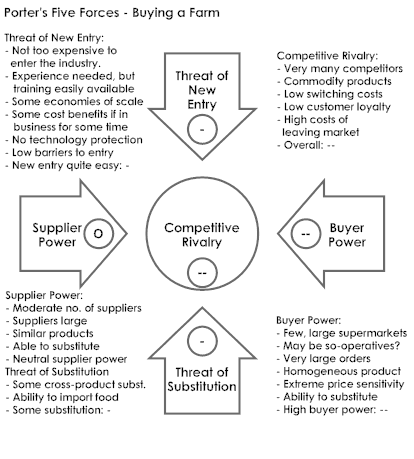 Porter's Five Forces - Buying a Farm
Threat of New Entry:
- Not too expensive to
enter the industry.
- Experience needed, but
training easily available
- Some economies of scale
- Some cost benefits if in
business for some time
- No technology protection
- Low barriers to entry
- New entry quite easy: -
Threat of
New
Entry
-
Competitive Rivalry:
- Very many competitors
- Commodity products
- Low switching costs
- Low customer loyalty
- High costs of
leaving market
- Overall: --
Supplier
Power
O
Competitive
Rivalry
--
--
Buyer
Power
Supplier Power:
- Moderate no. of suppliers
- Suppliers large
- Similar products
- Able to substitute
- Neutral supplier power
Threat of Substitution
- Some cross-product subst.
- Ability to import food
- Some substitution: -
-
Threat of
Substitution
Buyer Power:
- Few, large supermarkets
- May be so-operatives?
- Very large orders
- Homogeneous product
- Extreme price sensitivity
- Ability to substitute
- High buyer power: --